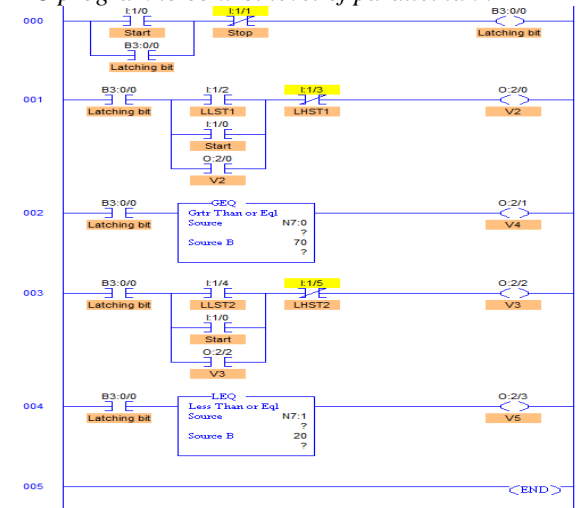 000
I:1/0 I:1/1 B3:0/0
Start Stop Latching bit
B3:0/0
Latching bit
001
B3:0/0 I:1/2 I:1/3 O:2/0
Latching bit LLST1 LHST1 V2
I:1/0
Start
O:2/0
V2
002
B3:0/0 GEQ O:2/1
Latching bit Grtr Than or Eql V4
Source N7:0
?
Source B 70
?
003
B3:0/0 I:1/4 I:1/5 O:2/2
Latching bit LLST2 LHST2 V3
I:1/0
Start
O:2/2
V3
004
B3:0/0 LEQ O:2/3
Latching bit Less Than or Eql V5
Source N7:1
?
Source B 20
?
005
END